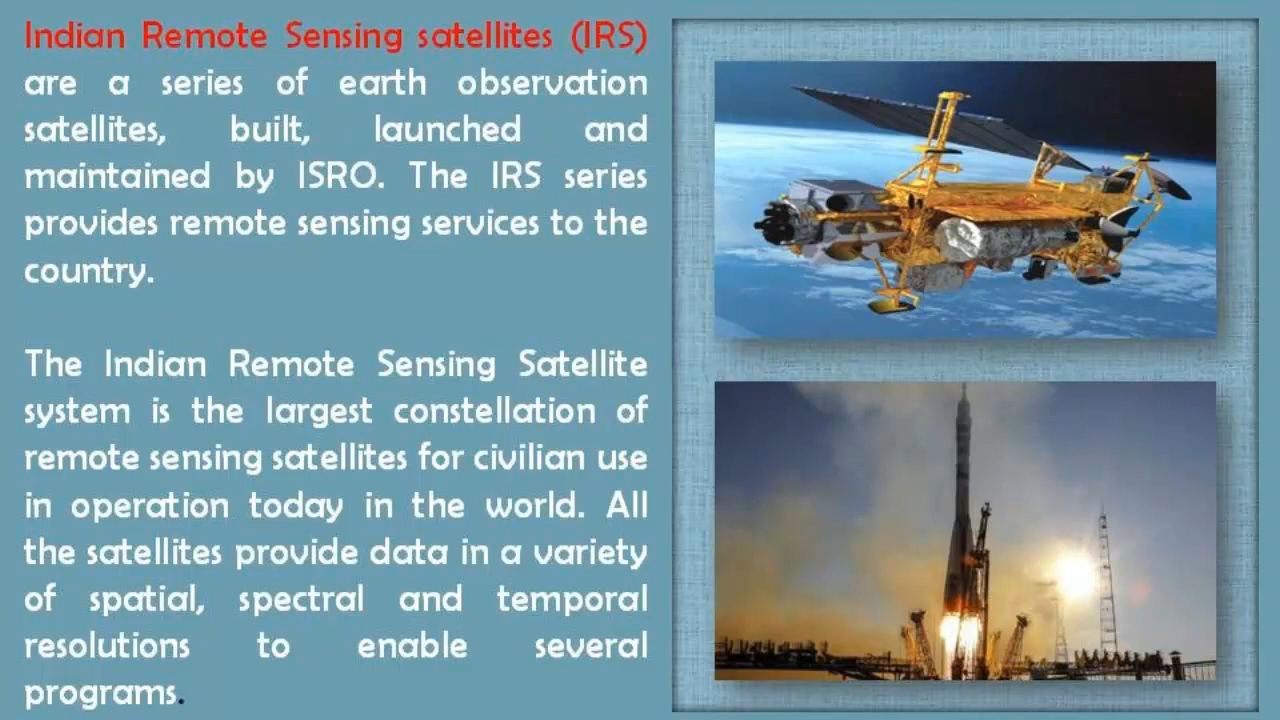 Indian Remote Sensing satellites (IRS)
are a series of earth observation
satellites, built, launched and
maintained by ISRO. The IRS series
provides remote sensing services to the
country.
The Indian Remote Sensing Satellite
system is the largest constellation of
remote sensing satellites for civilian use
in operation today in the world. All
the satellites provide data in a variety
of spatial, spectral and temporal
resolutions to enable several
programs.